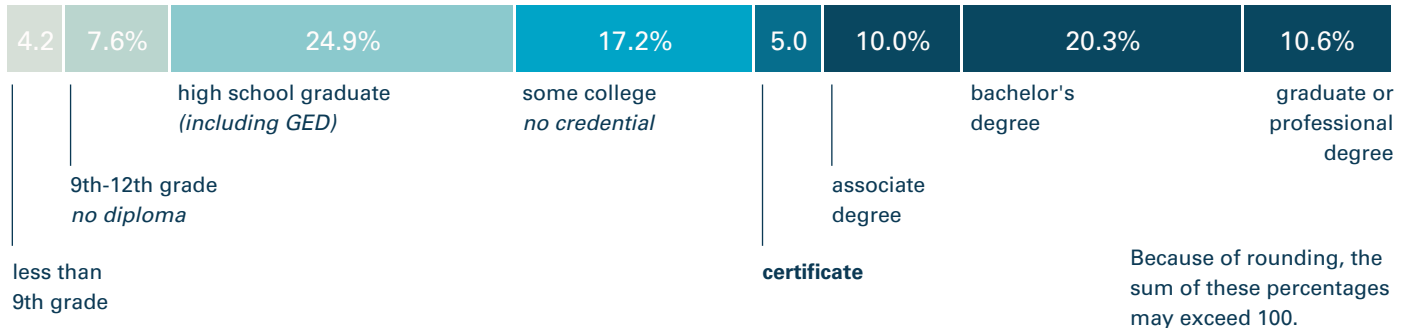 4.2 7.6% 24.9% 17.2% 5.0 10.0% 20.3% 10.6%
high school graduate
(including GED)
some college
no credential
bachelor's
degree
graduate or
professional
degree
9th-12th grade
no diploma
associate
degree
less than
9th grade
certificate
Because of rounding, the
sum of these percentages
may exceed 100.